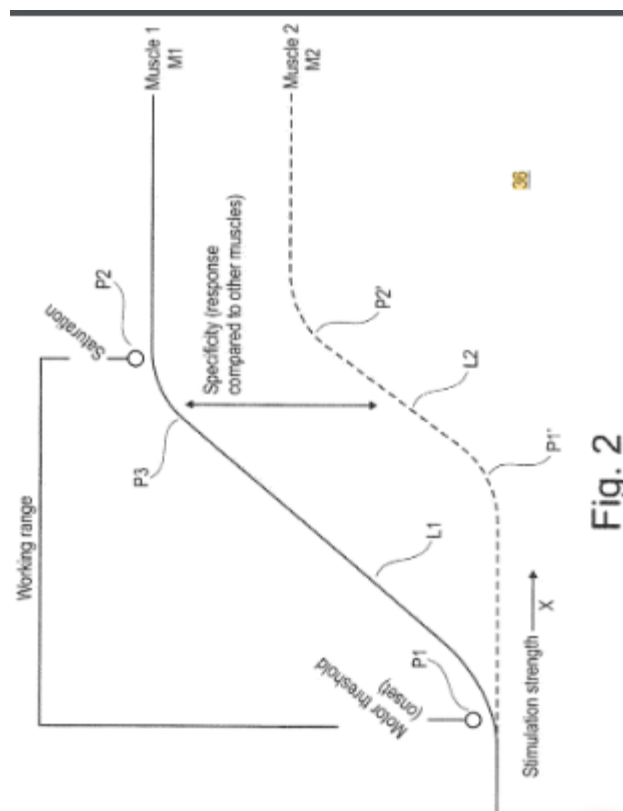 Working range
Saturation
P2
Muscle 1
M1
Muscle 2
M2
P3
Specificity (response
compared to other muscles)
P2'
L1
L2
Motor threshold
(onset)
P1
P1'
Stimulation strength
X
36
Fig. 2